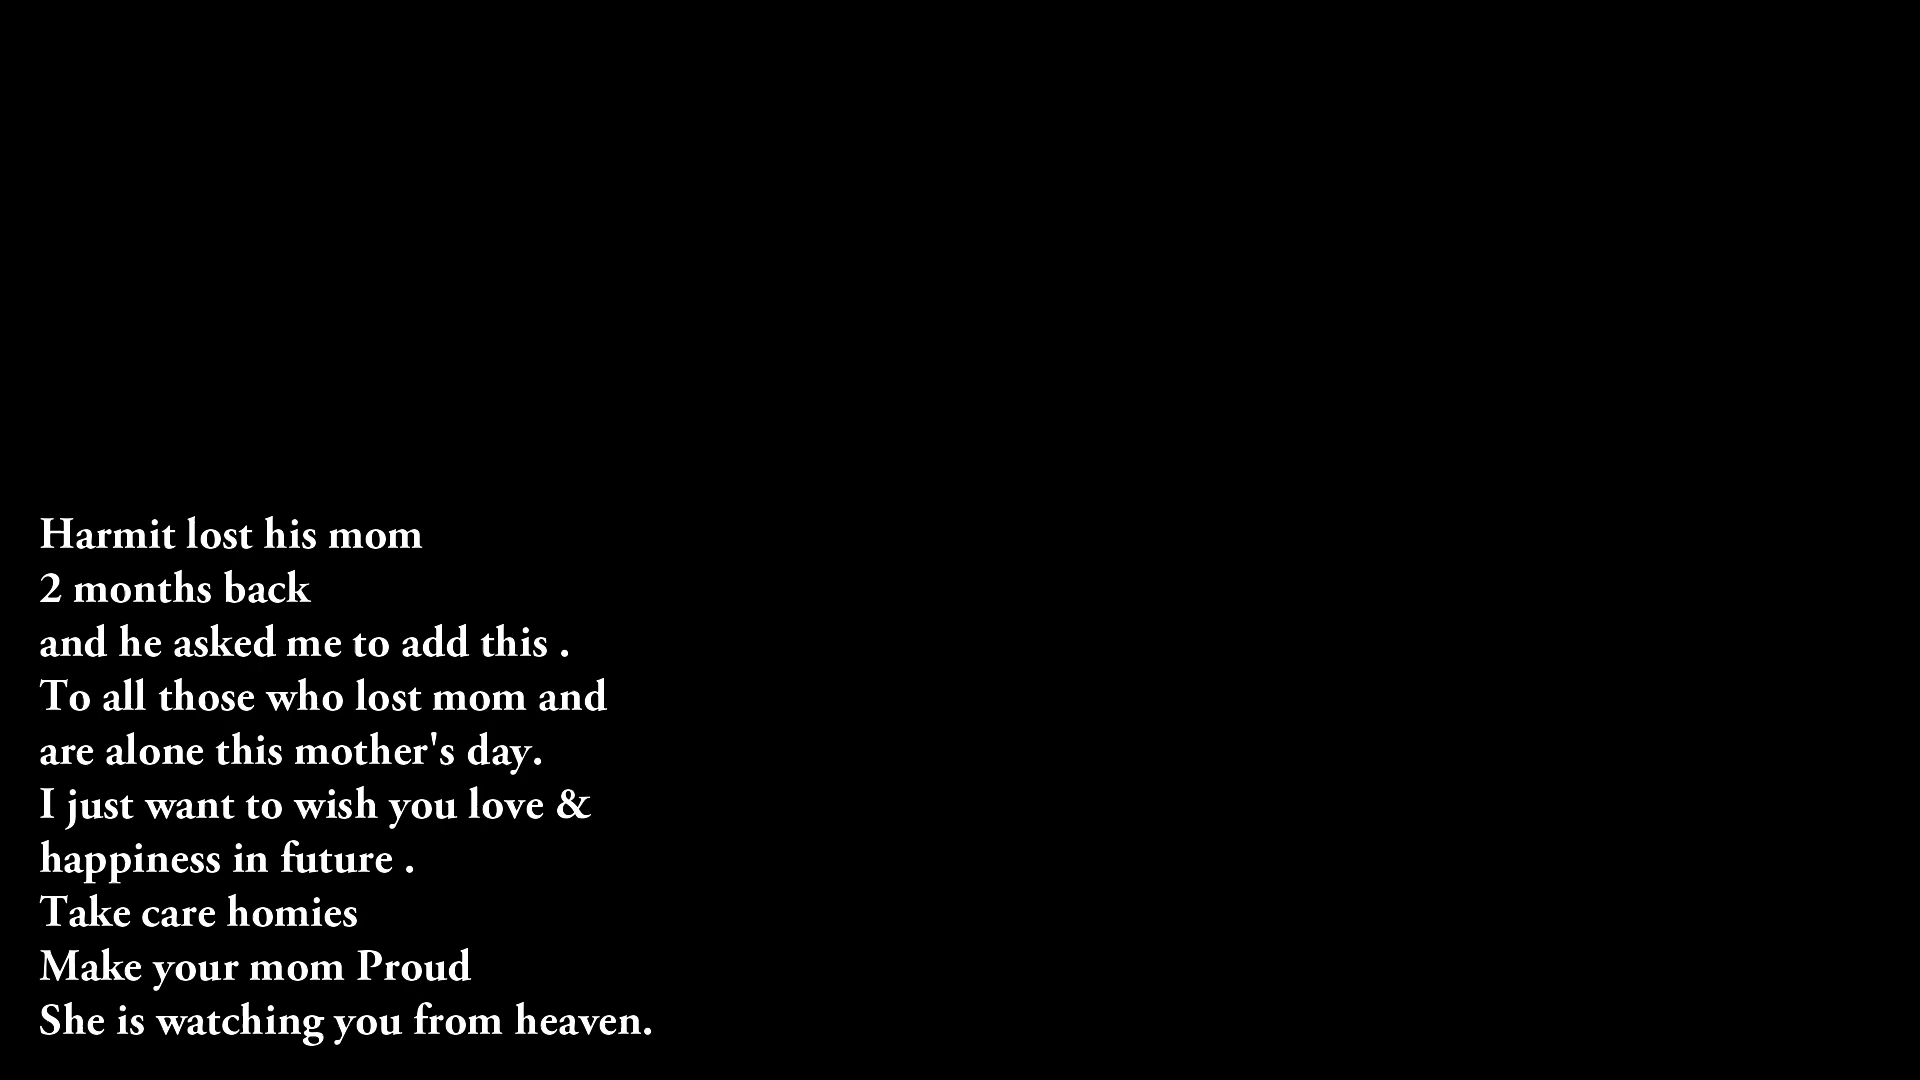 Harmit lost his mom
2 months back
and he asked me to add this .
To all those who lost mom and
are alone this mother's day.
I just want to wish you love &
happiness in future .
Take care homies
Make your mom Proud
She is watching you from heaven.